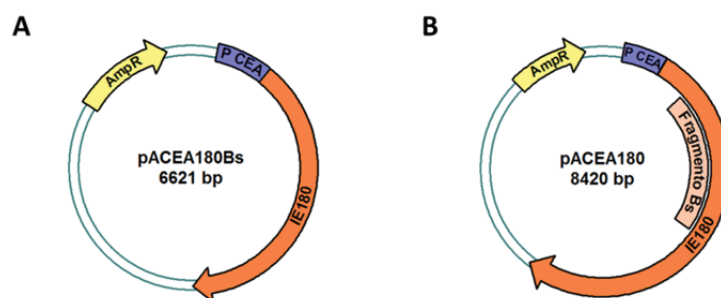 A
AmpR
P CEA
pACEA180Bs
6621 bp
IE180
B
AmpR
P CEA
Fragmento Bs
pACEA180
8420 bp
IE180